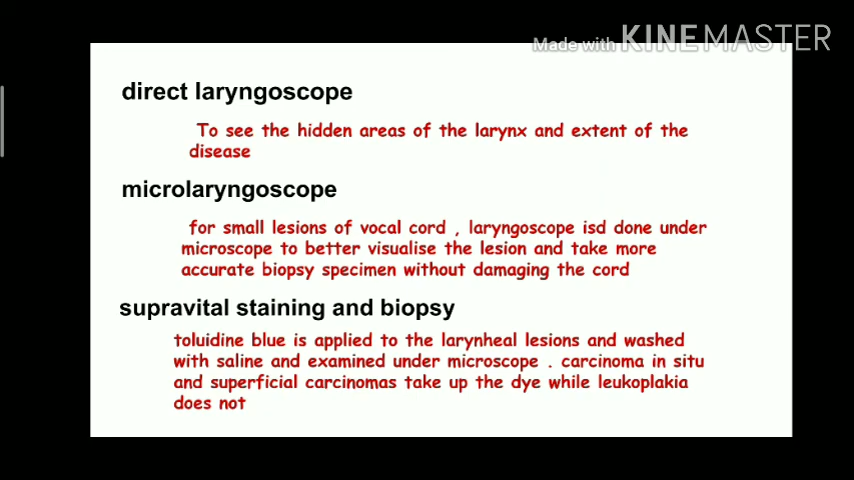 Made with KINEMASTER
direct laryngoscope
To see the hidden areas of the larynx and extent of the
disease
microlaryngoscope
for small lesions of vocal cord , laryngoscope isd done under
microscope to better visualise the lesion and take more
accurate biopsy specimen without damaging the cord
supravital staining and biopsy
toluidine blue is applied to the larynheal lesions and washed
with saline and examined under microscope . carcinoma in situ
and superficial carcinomas take up the dye while leukoplakia
does not